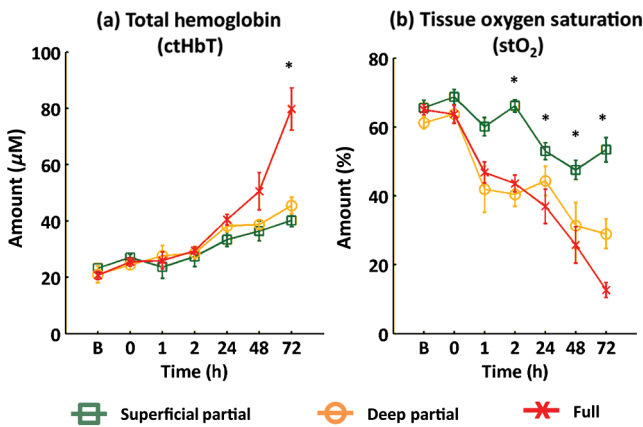 (a) Total hemoglobin
(ctHbT)
100
80
60
40
20
0
Amount (μM)
*
B 0 1 2 24 48 72
Time (h)
(b) Tissue oxygen saturation
(stO₂)
80
60
40
20
0
Amount (%)
* * * *
B 0 1 2 24 48 72
Time (h)
Superficial partial Deep partial Full